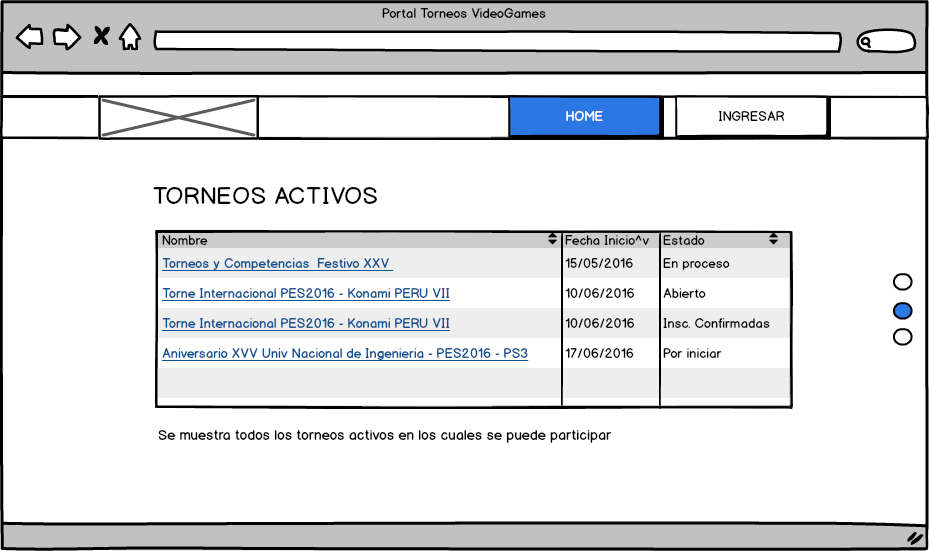 Portal Torneos VideoGames
HOME
INGRESAR
TORNEOS ACTIVOS
Nombre Fecha Inicio^v Estado
Torneos y Competencias Festivo XXV 15/05/2016 En proceso
Torne Internacional PES2016 - Konami PERU VII 10/06/2016 Abierto
Torne Internacional PES2016 - Konami PERU VII 10/06/2016 Insc. Confirmadas
Aniversario XVV Univ Nacional de Ingenieria - PES2016 - PS3 17/06/2016 Por iniciar
Se muestra todos los torneos activos en los cuales se puede participar